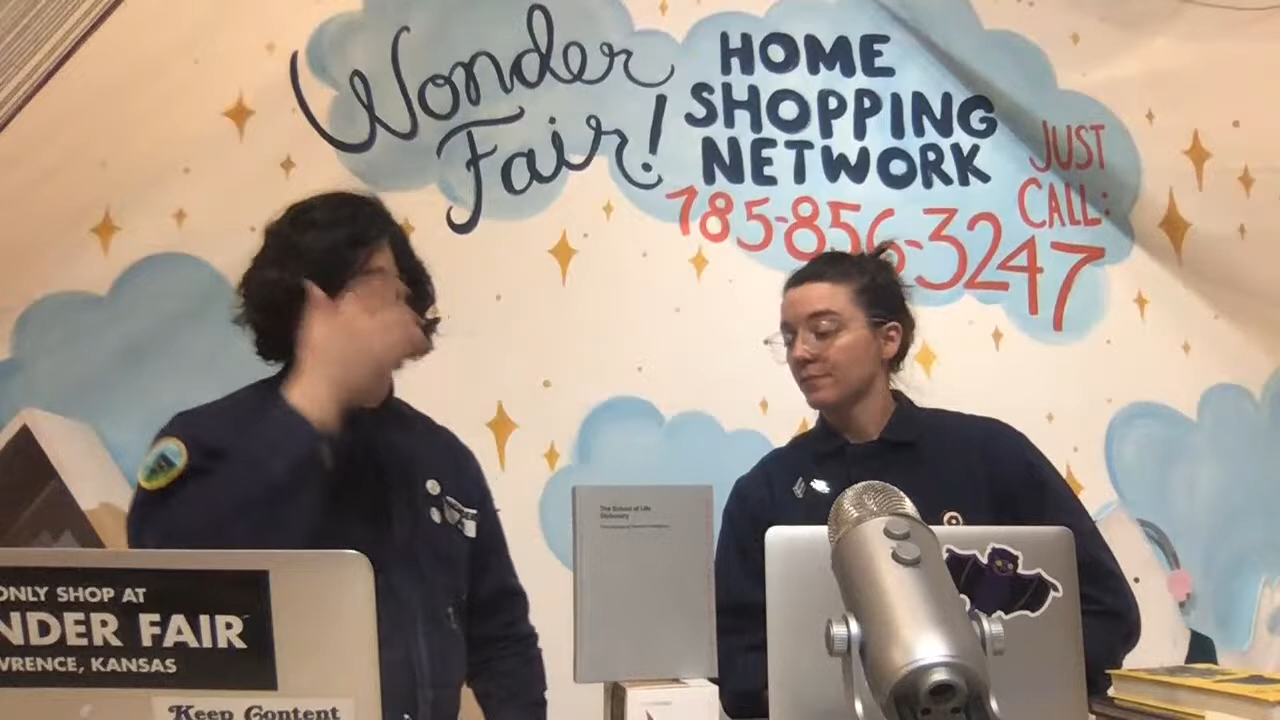 Wonder
Fair!
HOME
SHOPPING
NETWORK
JUST
CALL:
785-856-3247
The School of Life
Dictionary
ONLY SHOP AT
NDER FAIR
WRENCE, KANSAS
Keep Content